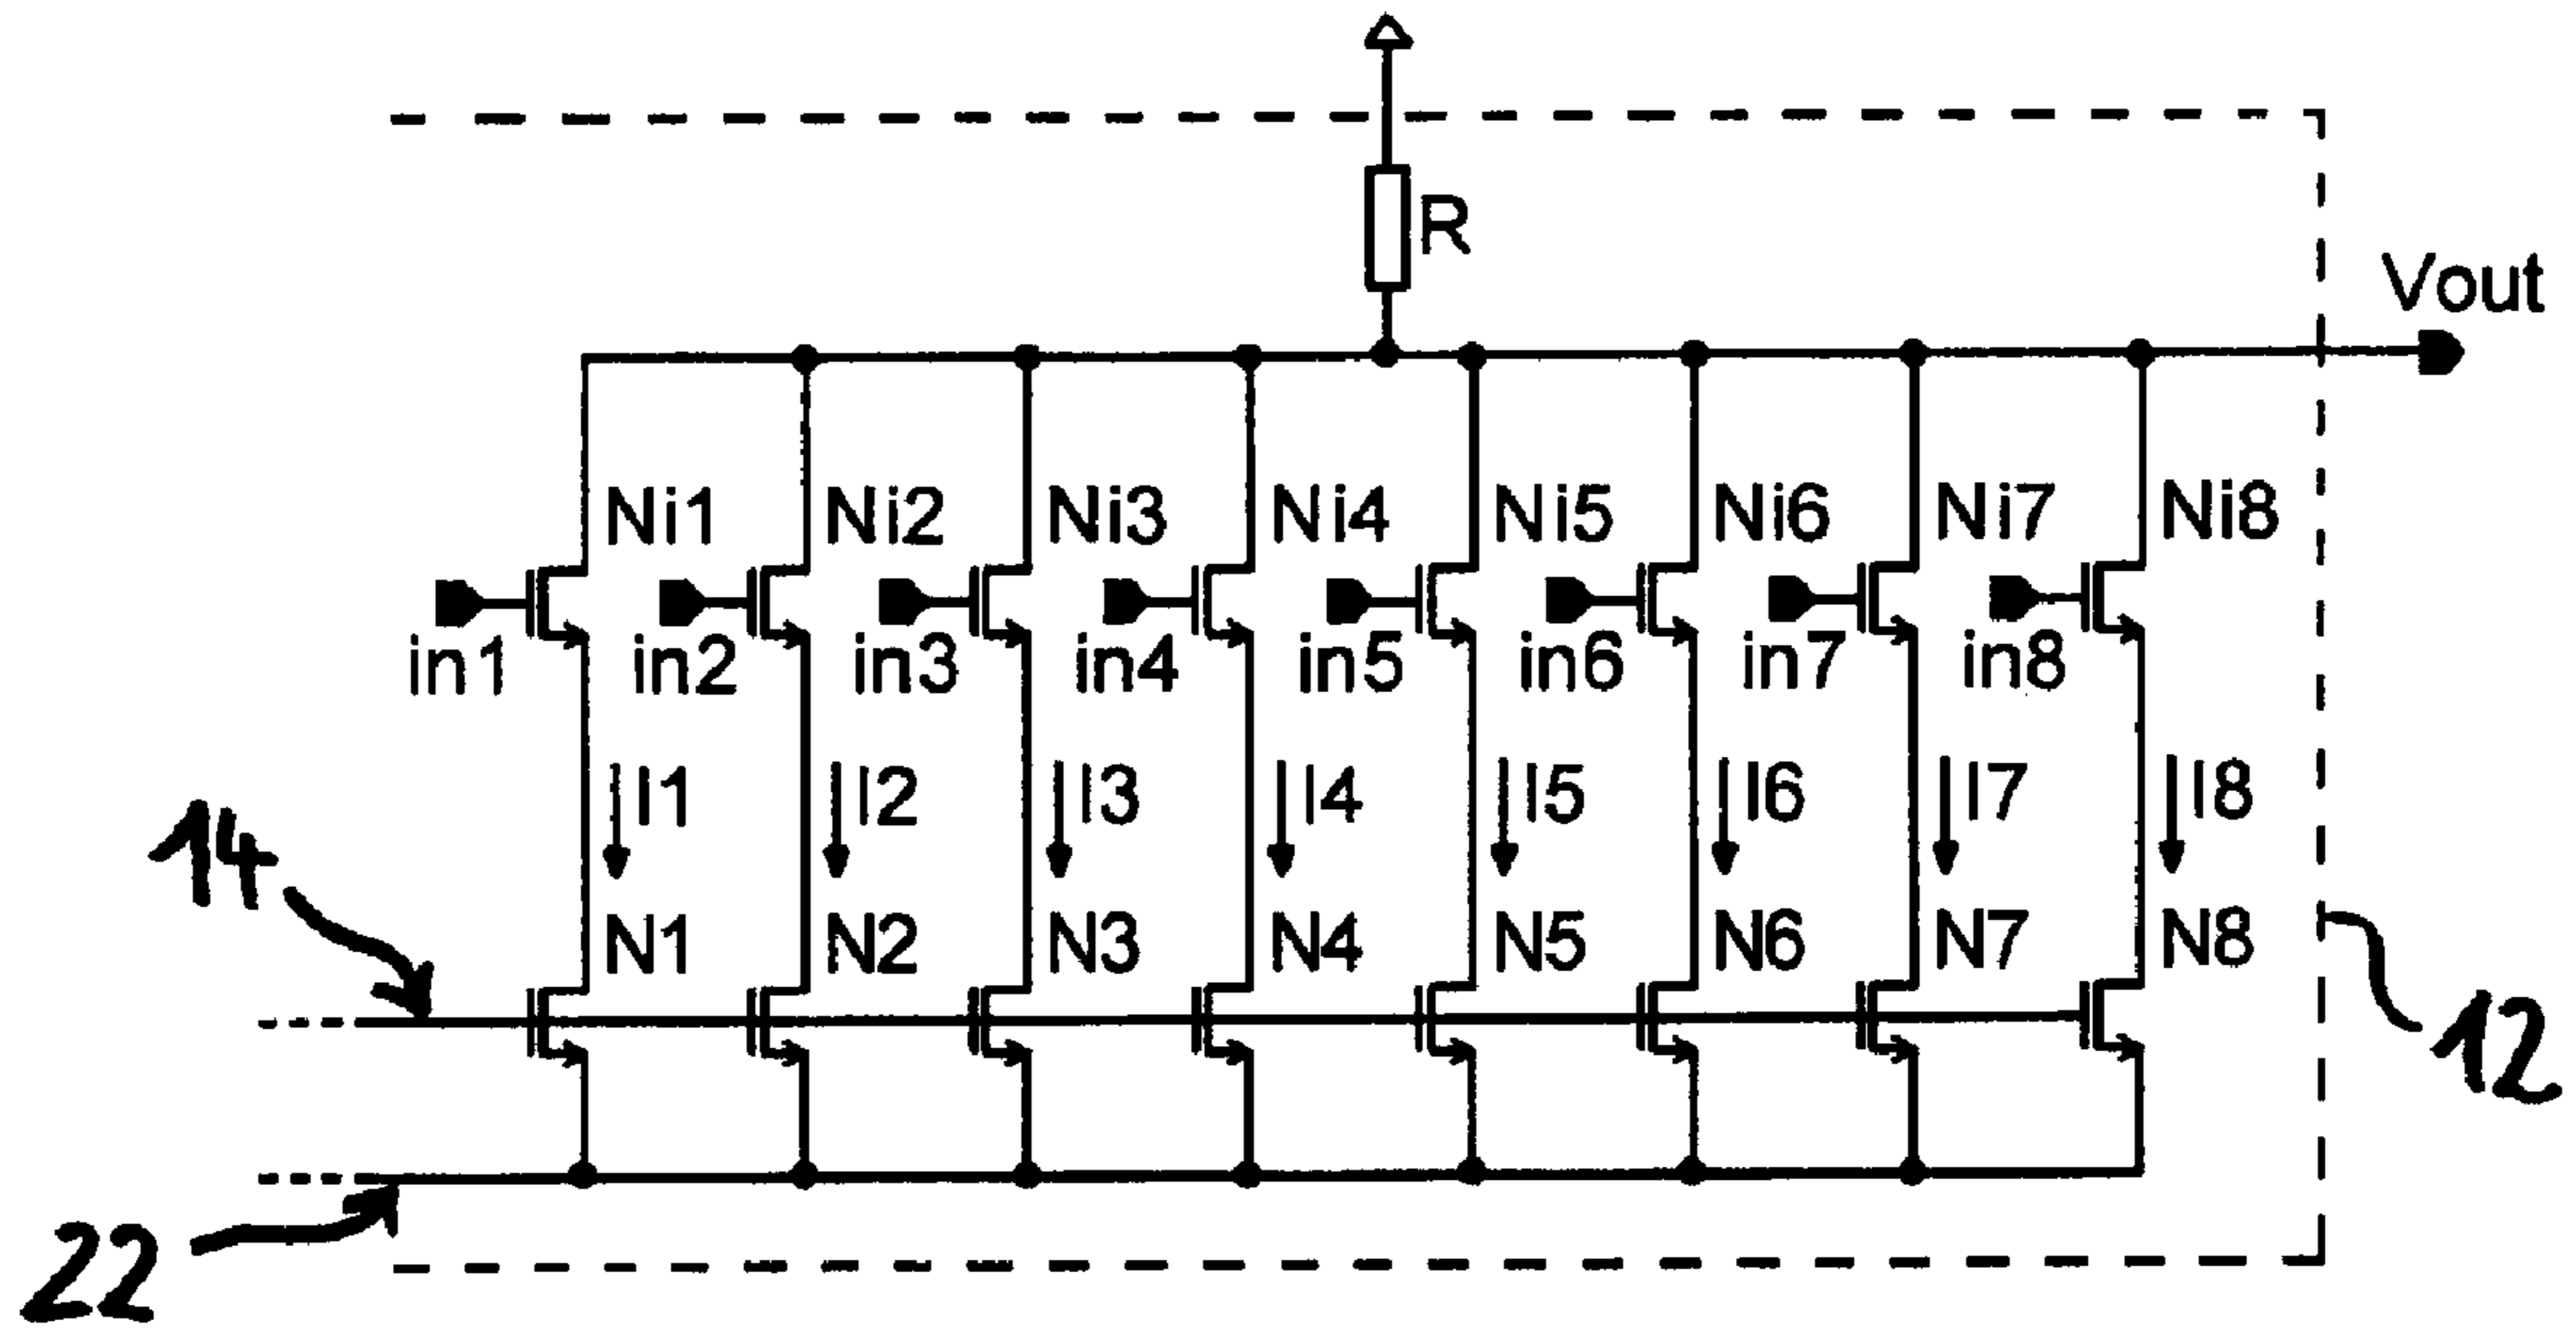 R
Vout
Ni1 Ni2 Ni3 Ni4 Ni5 Ni6 Ni7 Ni8
in1 in2 in3 in4 in5 in6 in7 in8
I1 I2 I3 I4 I5 I6 I7 I8
14
N1 N2 N3 N4 N5 N6 N7 N8
12
22